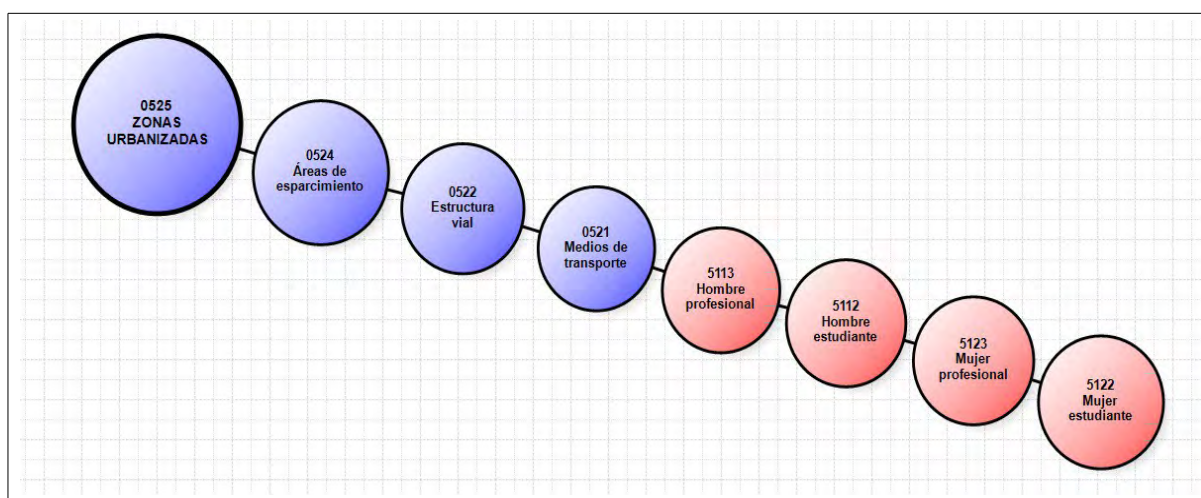 0525
ZONAS
URBANIZADAS
0524
Áreas de
esparcimiento
0522
Estructura
vial
0521
Medios de
transporte
5113
Hombre
profesional
5112
Hombre
estudiante
5123
Mujer
profesional
5122
Mujer
estudiante